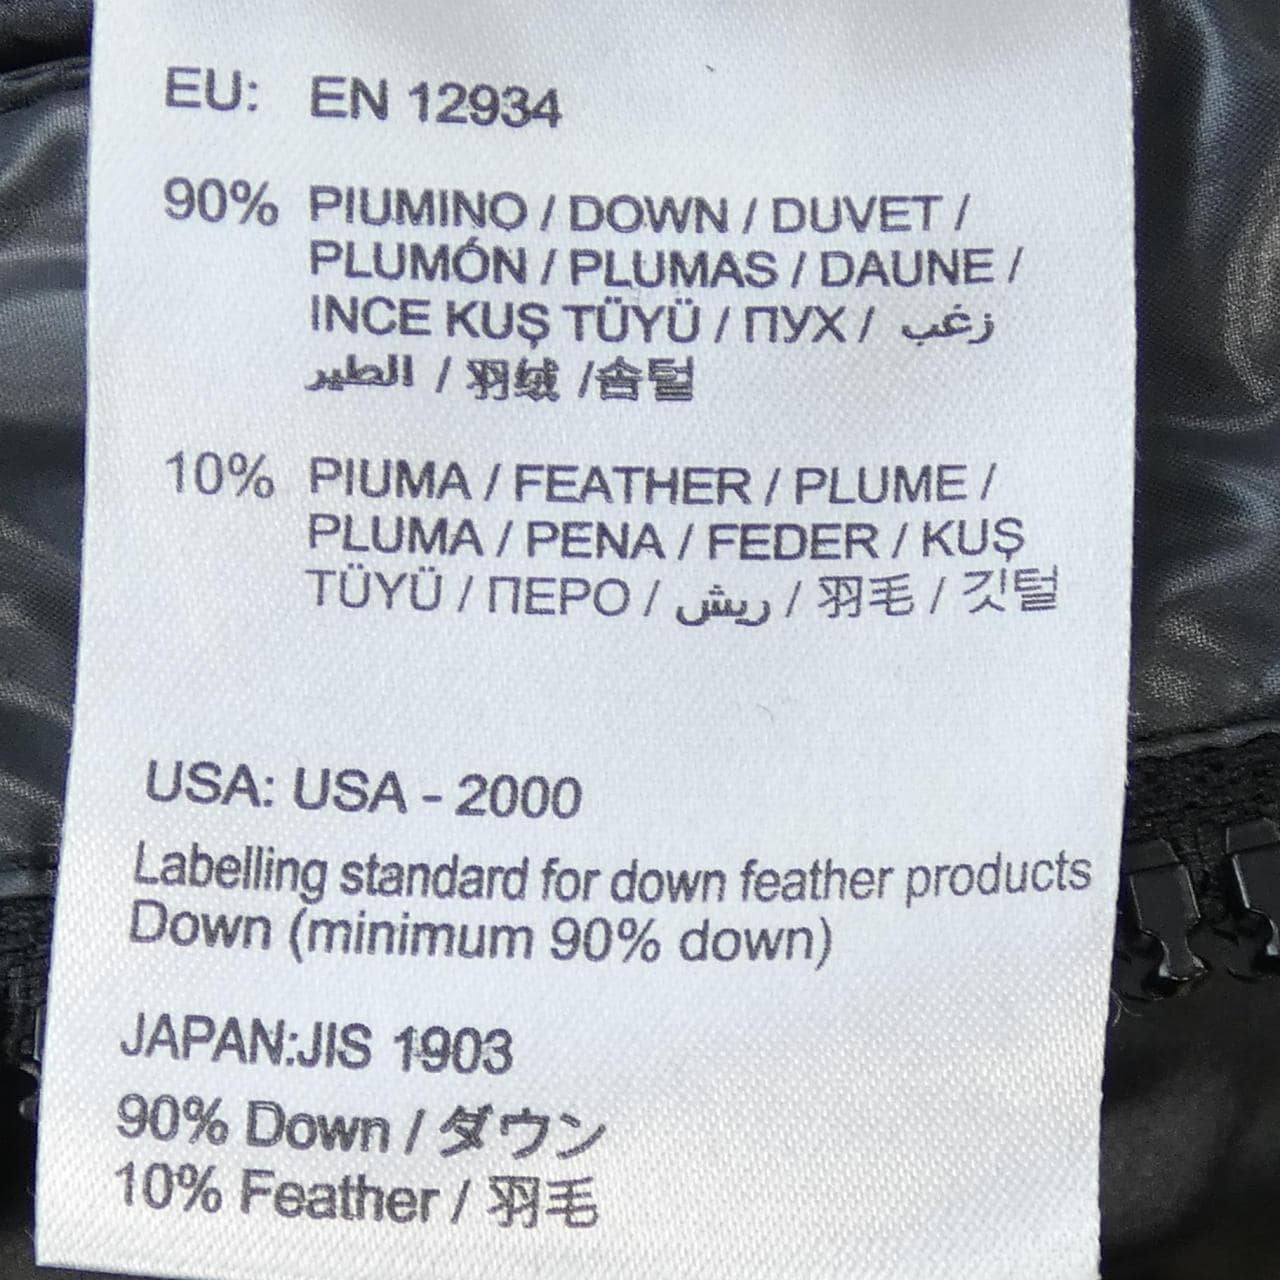 EU: EN 12934
90% PIUMINO / DOWN / DUVET /
PLUMÓN / PLUMAS / DAUNE /
INCE KUŞ TÜYÜ / ПУХ / زغب
الطير / 羽绒 /솜털
10% PIUMA / FEATHER / PLUME /
PLUMA / PENA / FEDER / KUŞ
TÜYÜ / ПЕРО / ريش / 羽毛 / 깃털
USA: USA - 2000
Labelling standard for down feather products
Down (minimum 90% down)
JAPAN:JIS 1903
90% Down / ダウン
10% Feather / 羽毛